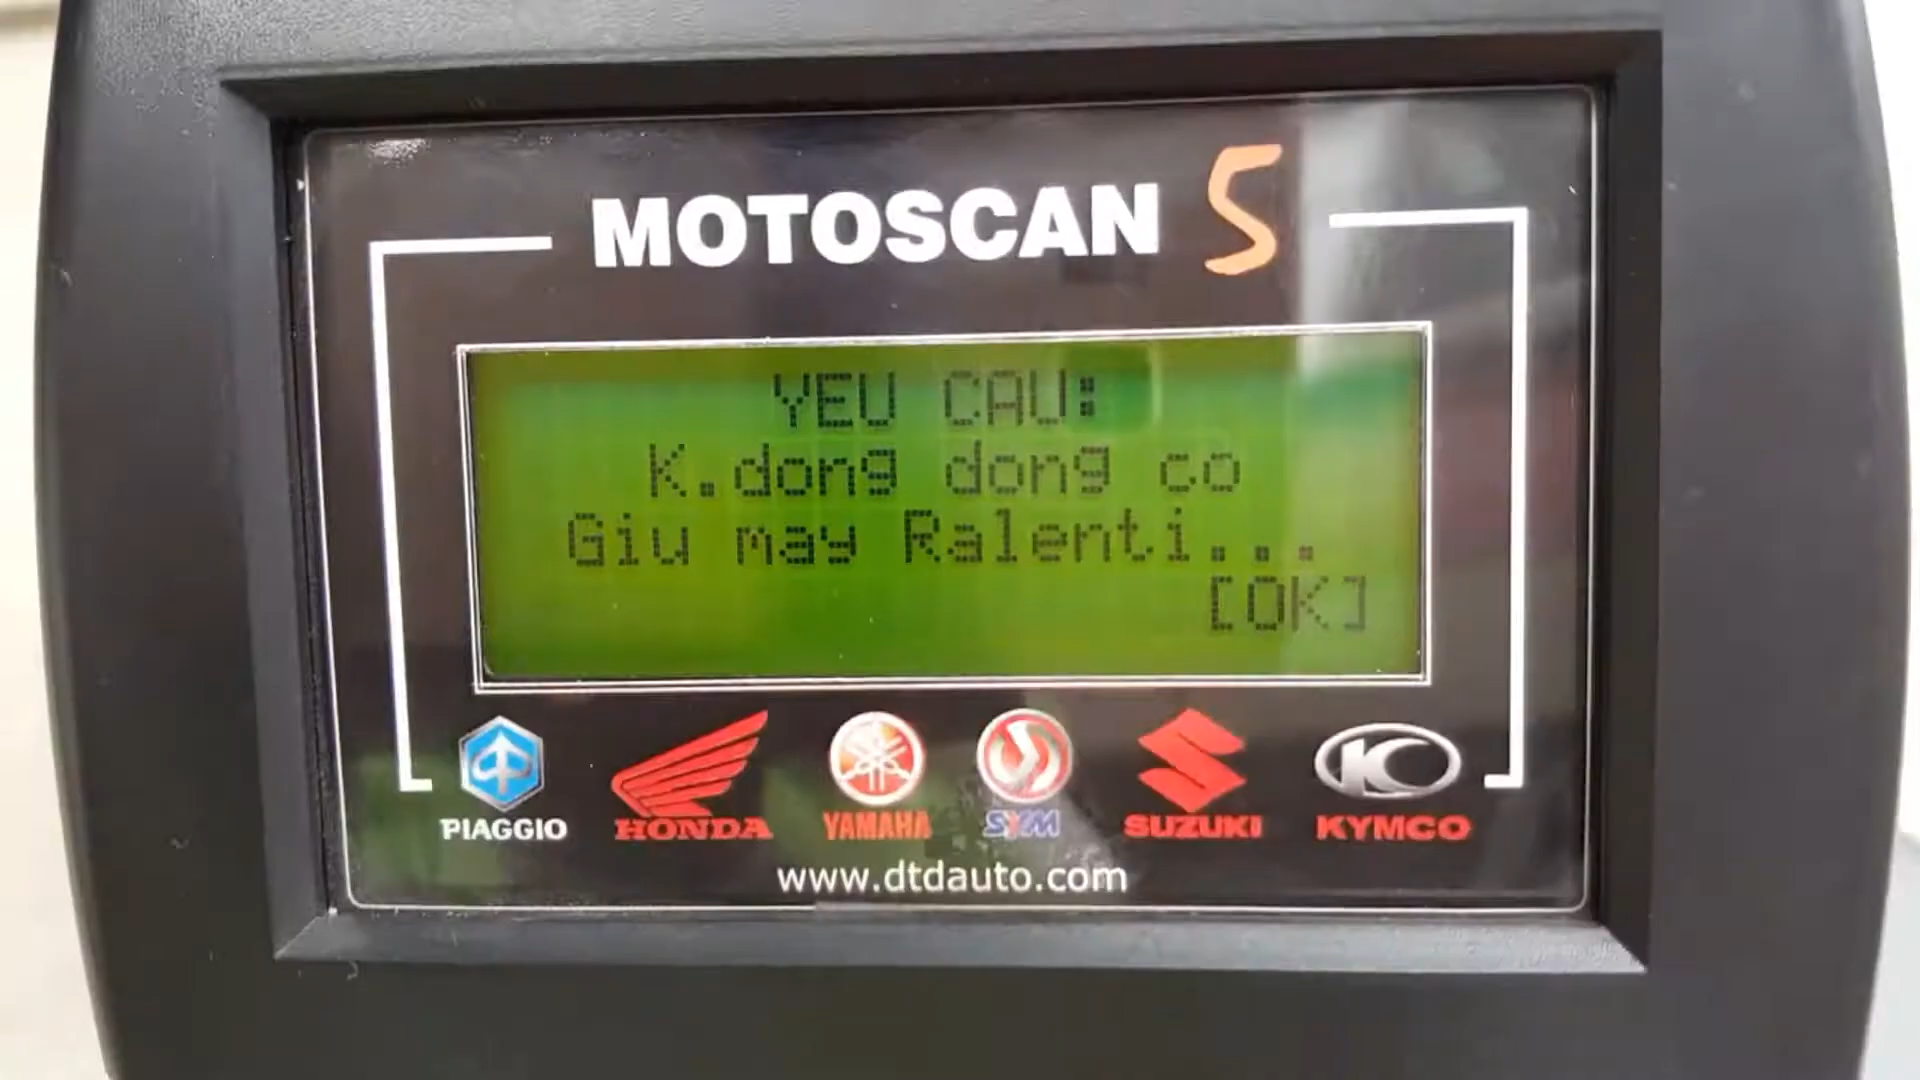 MOTOSCAN 5
YEU CAU:
K.dong dong co
Giu may Ralenti...
[OK]
PIAGGIO HONDA YAMAHA SYM SUZUKI KYMCO
www.dtdauto.com